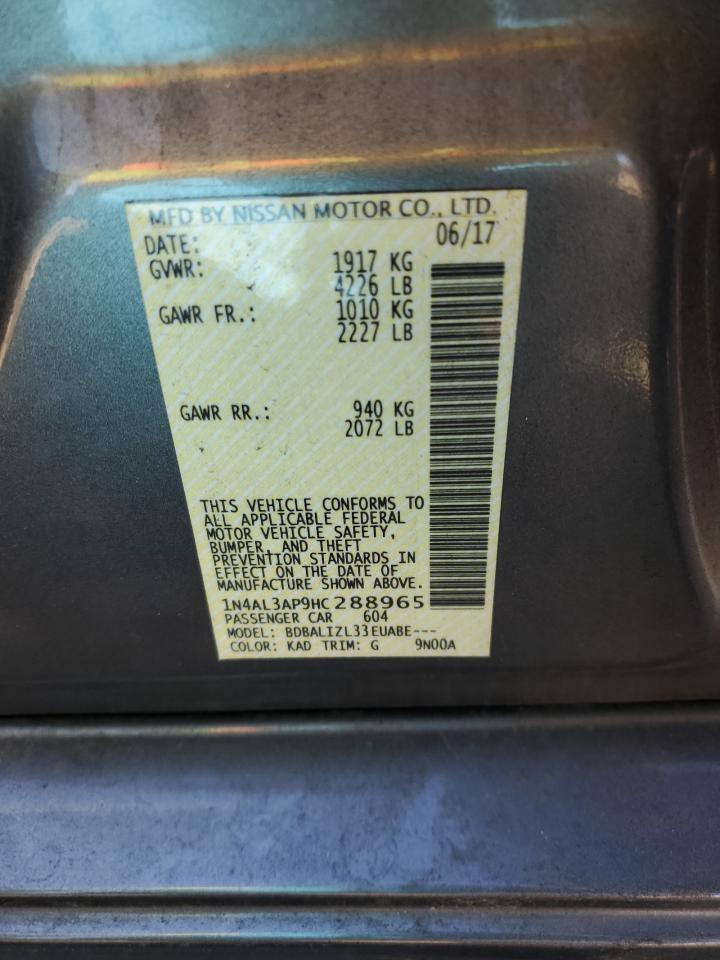 MFD BY NISSAN MOTOR CO., LTD.
DATE: 06/17
GVWR: 1917 KG
4226 LB
GAWR FR.: 1010 KG
2227 LB
GAWR RR.: 940 KG
2072 LB
THIS VEHICLE CONFORMS TO
ALL APPLICABLE FEDERAL
MOTOR VEHICLE SAFETY,
BUMPER, AND THEFT
PREVENTION STANDARDS IN
EFFECT ON THE DATE OF
MANUFACTURE SHOWN ABOVE.
1N4AL3AP9HC288965
PASSENGER CAR 604
MODEL: BDBALIZL33EUABE---
COLOR: KAD TRIM: G 9N00A